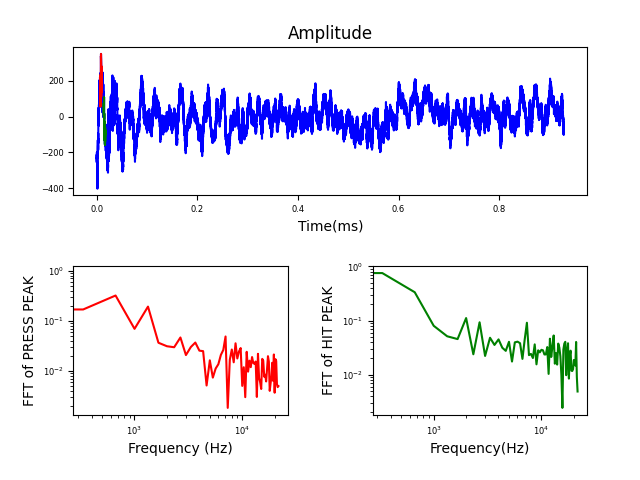 Amplitude
200
0
−200
−400
0.0 0.2 0.4 0.6 0.8
Time(ms)
FFT of PRESS PEAK
10⁰
10⁻¹
10⁻²
10³ 10⁴
Frequency (Hz)
FFT of HIT PEAK
10⁰
10⁻¹
10⁻²
10³ 10⁴
Frequency(Hz)